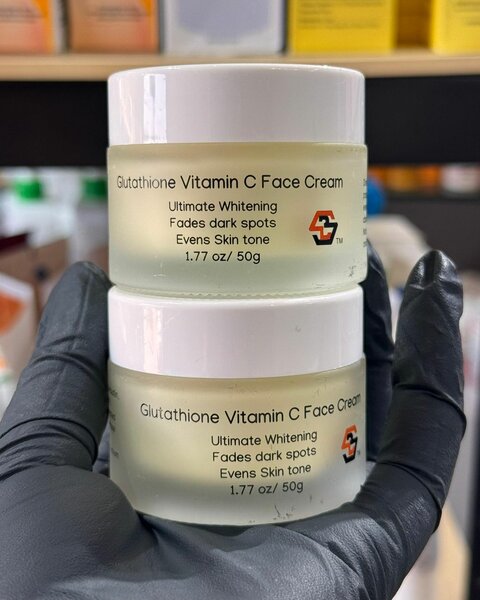 Glutathione Vitamin C Face Cream
Ultimate Whitening
Fades dark spots
Evens Skin tone
1.77 oz/ 50g
TM
Glutathione Vitamin C Face Cream
Ultimate Whitening
Fades dark spots
Evens Skin tone
1.77 oz/ 50g